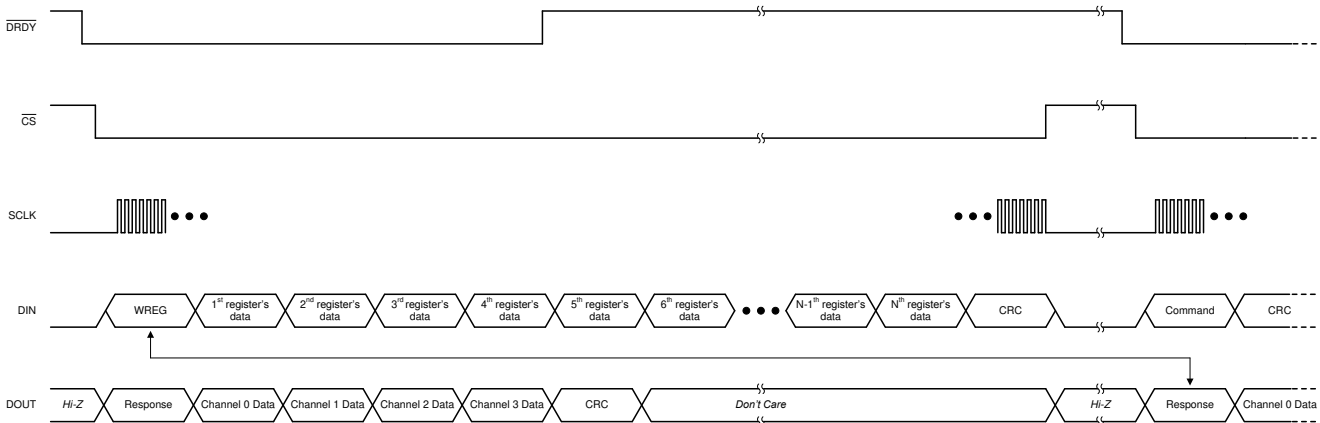 DRDY
CS
SCLK
DIN
WREG
1st register's data
2nd register's data
3rd register's data
4th register's data
5th register's data
6th register's data
N-1th register's data
Nth register's data
CRC
Command
CRC
DOUT
Hi-Z
Response
Channel 0 Data
Channel 1 Data
Channel 2 Data
Channel 3 Data
CRC
Don't Care
Hi-Z
Response
Channel 0 Data